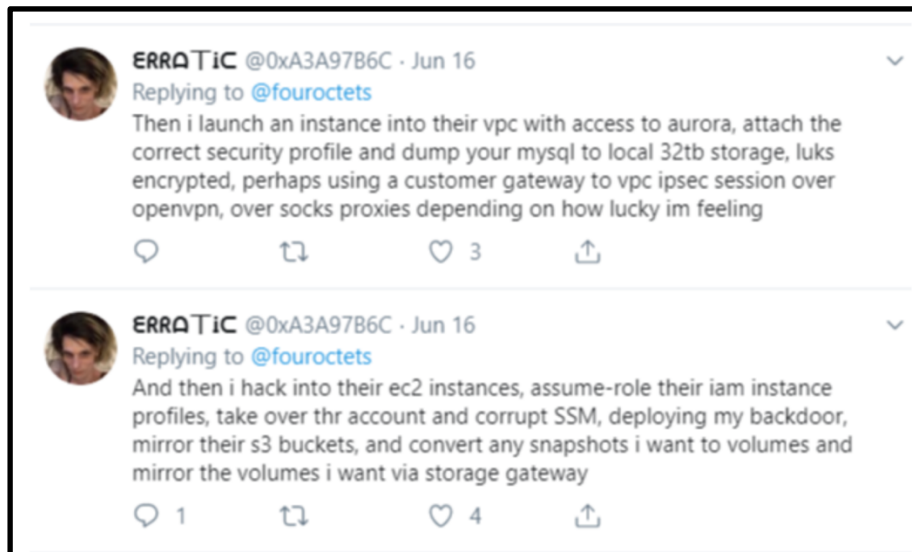 ƐRRᗝTiC @0xA3A97B6C · Jun 16
Replying to @fouroctets
Then i launch an instance into their vpc with access to aurora, attach the
correct security profile and dump your mysql to local 32tb storage, luks
encrypted, perhaps using a customer gateway to vpc ipsec session over
openvpn, over socks proxies depending on how lucky im feeling
3
ƐRRᗝTiC @0xA3A97B6C · Jun 16
Replying to @fouroctets
And then i hack into their ec2 instances, assume-role their iam instance
profiles, take over thr account and corrupt SSM, deploying my backdoor,
mirror their s3 buckets, and convert any snapshots i want to volumes and
mirror the volumes i want via storage gateway
1 4